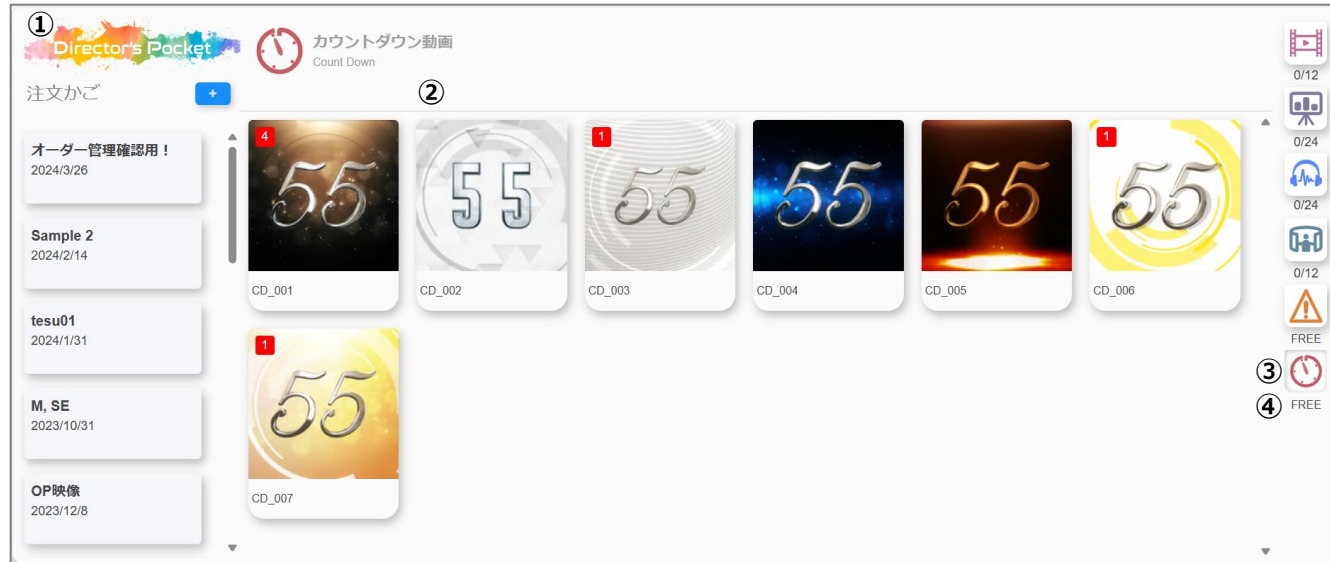 ①
Director's Pocket
カウントダウン動画
Count Down
注文かご
+
②
オーダー管理確認用！
2024/3/26
Sample 2
2024/2/14
tesu01
2024/1/31
M, SE
2023/10/31
OP映像
2023/12/8
4
55
CD_001
55
CD_002
1
55
CD_003
55
CD_004
55
CD_005
1
55
CD_006
1
55
CD_007
0/12
0/24
0/24
0/12
FREE
③
④ FREE